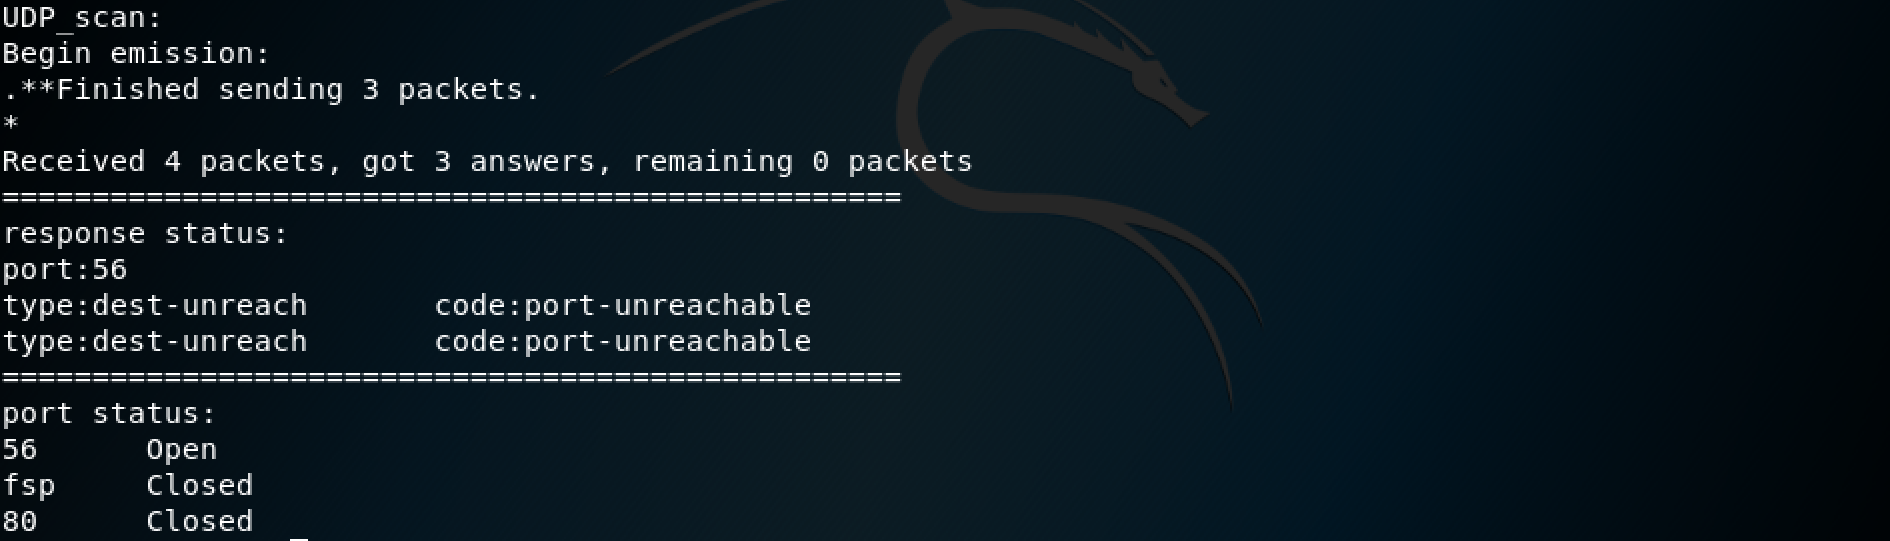 UDP_scan:
Begin emission:
.**Finished sending 3 packets.
*
Received 4 packets, got 3 answers, remaining 0 packets
==================================================
response status:
port:56
type:dest-unreach       code:port-unreachable
type:dest-unreach       code:port-unreachable
==================================================
port status:
56      Open
fsp     Closed
80      Closed